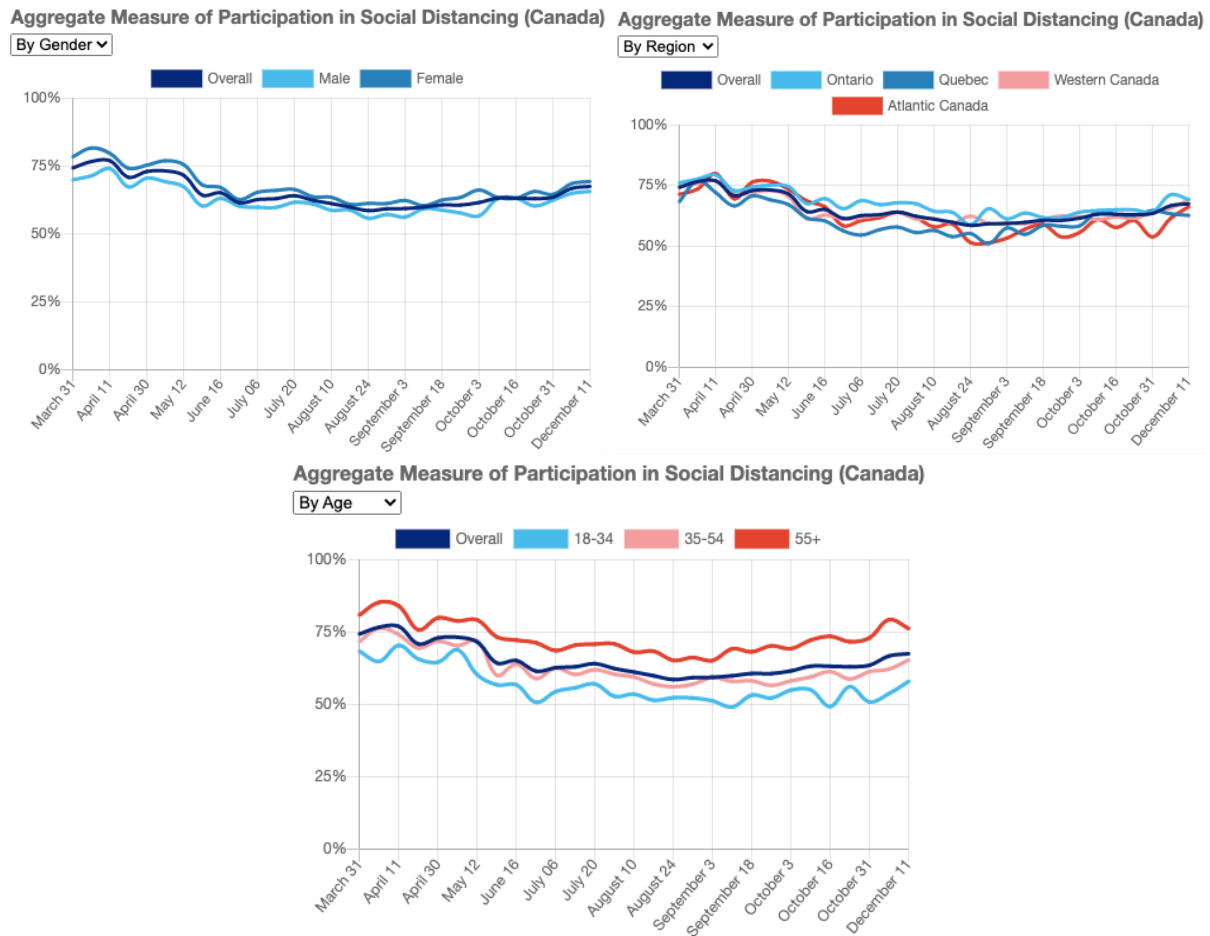 Aggregate Measure of Participation in Social Distancing (Canada)
By Gender
Overall Male Female
100%
75%
50%
25%
0%
March 31 April 11 April 30 May 12 June 16 July 06 July 20 August 10 August 24 September 3 September 18 October 3 October 16 October 31 December 11
Aggregate Measure of Participation in Social Distancing (Canada)
By Region
Overall Ontario Quebec Western Canada
Atlantic Canada
100%
75%
50%
25%
0%
March 31 April 11 April 30 May 12 June 16 July 06 July 20 August 10 August 24 September 3 September 18 October 3 October 16 October 31 December 11
Aggregate Measure of Participation in Social Distancing (Canada)
By Age
Overall 18-34 35-54 55+
100%
75%
50%
25%
0%
March 31 April 11 April 30 May 12 June 16 July 06 July 20 August 10 August 24 September 3 September 18 October 3 October 16 October 31 December 11